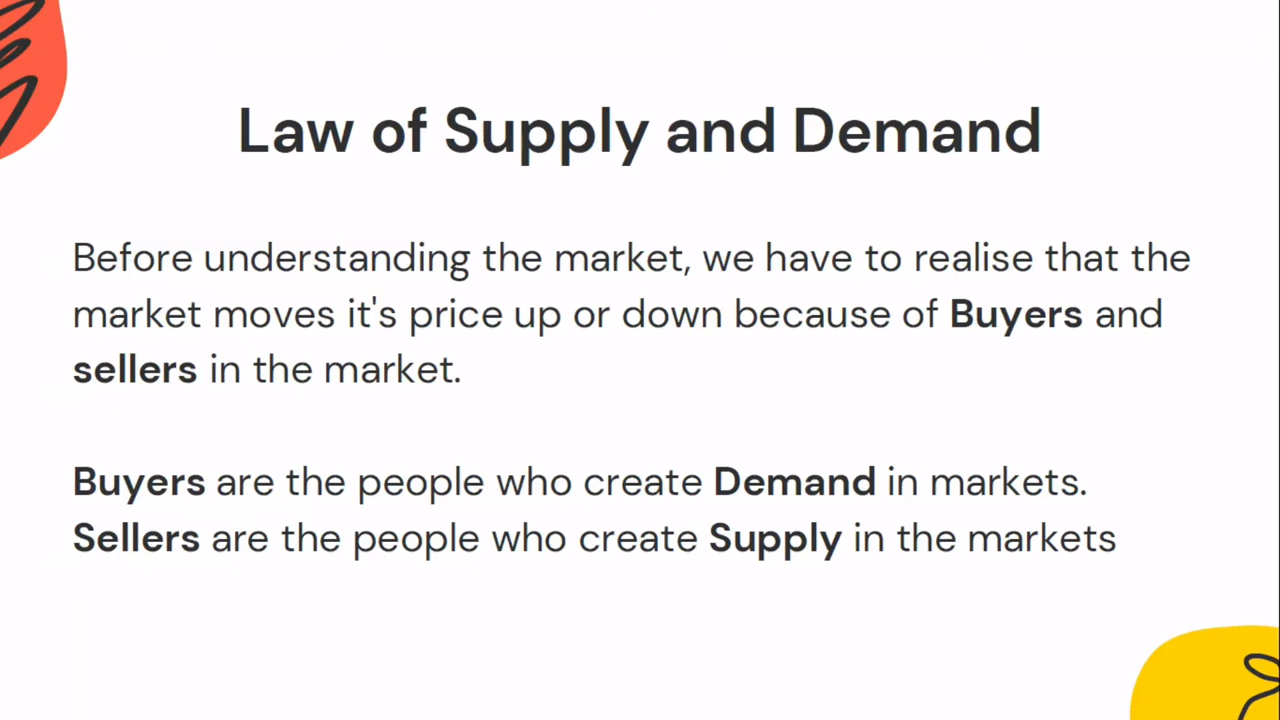 Law of Supply and Demand
Before understanding the market, we have to realise that the
market moves it's price up or down because of Buyers and
sellers in the market.
Buyers are the people who create Demand in markets.
Sellers are the people who create Supply in the markets